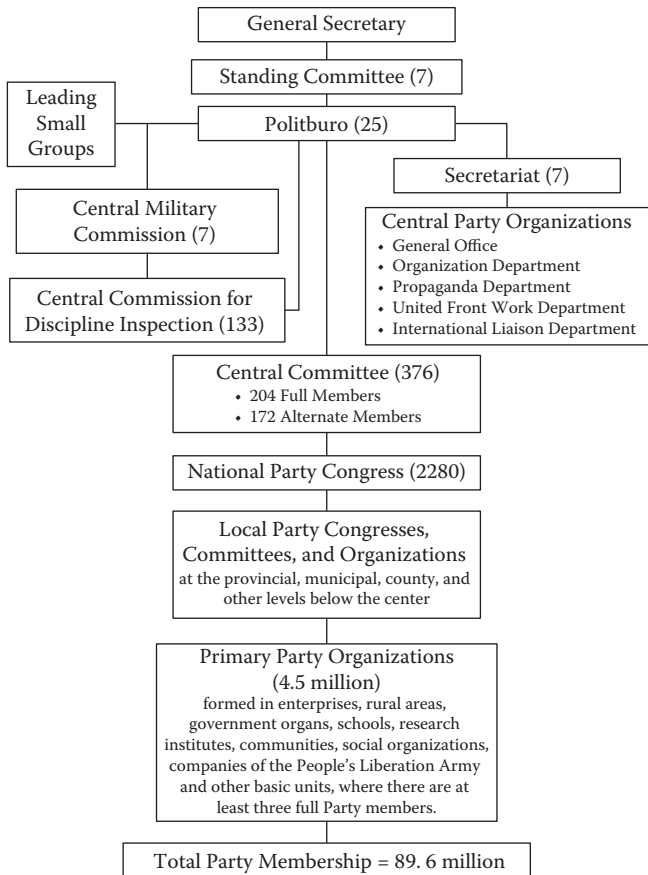 General Secretary
Standing Committee (7)
Leading
Small
Groups
Politburo (25)
Secretariat (7)
Central Military
Commission (7)
Central Party Organizations
• General Office
• Organization Department
• Propaganda Department
• United Front Work Department
• International Liaison Department
Central Commission for
Discipline Inspection (133)
Central Committee (376)
• 204 Full Members
• 172 Alternate Members
National Party Congress (2280)
Local Party Congresses,
Committees, and Organizations
at the provincial, municipal, county, and
other levels below the center
Primary Party Organizations
(4.5 million)
formed in enterprises, rural areas,
government organs, schools, research
institutes, communities, social organizations,
companies of the People's Liberation Army
and other basic units, where there are at
least three full Party members.
Total Party Membership = 89. 6 million